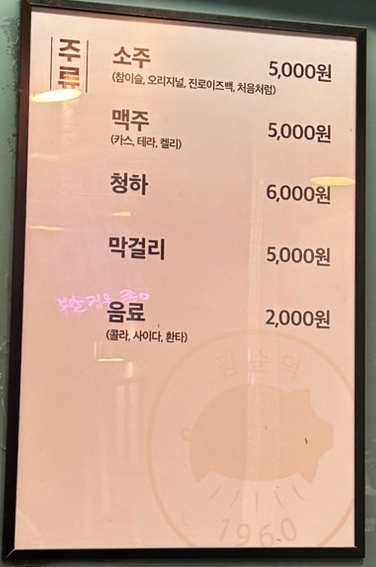 주류
소주 5,000원
(참이슬, 오리지널, 진로이즈백, 처음처럼)
맥주 5,000원
(카스, 테라, 켈리)
청하 6,000원
막걸리 5,000원
음료 2,000원
(콜라, 사이다, 환타)
김순덕
1960